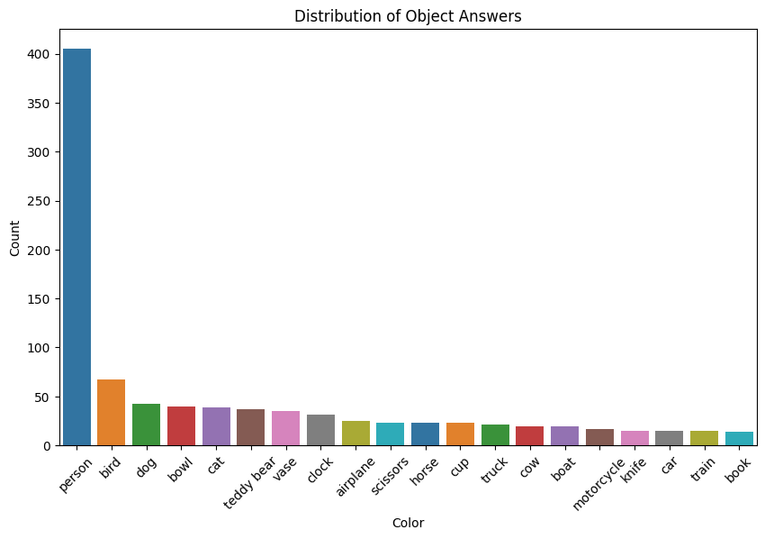 Distribution of Object Answers
Count
400
350
300
250
200
150
100
50
0
person
bird
dog
bowl
cat
teddy bear
vase
clock
airplane
scissors
horse
cup
truck
cow
boat
motorcycle
knife
car
train
book
Color